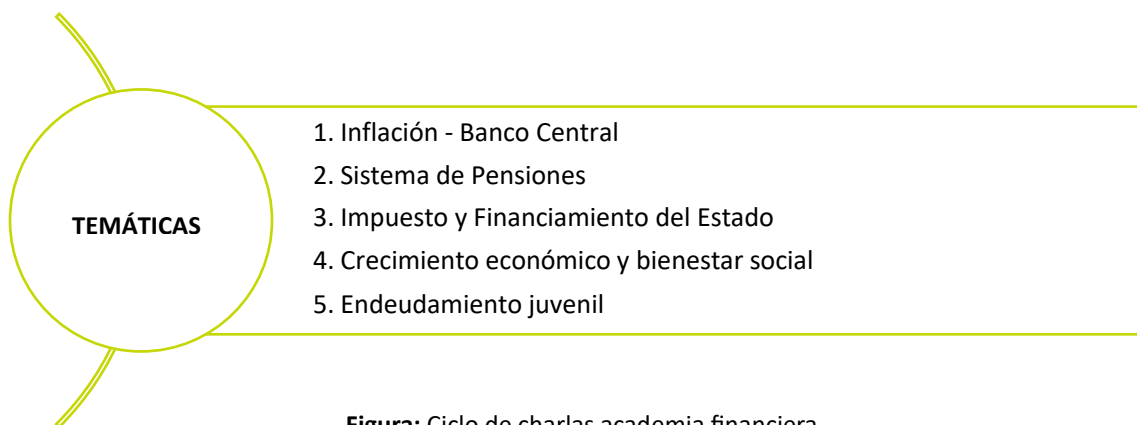 TEMÁTICAS
1. Inflación - Banco Central
2. Sistema de Pensiones
3. Impuesto y Financiamiento del Estado
4. Crecimiento económico y bienestar social
5. Endeudamiento juvenil
Figura: Ciclo de charlas academia financiera